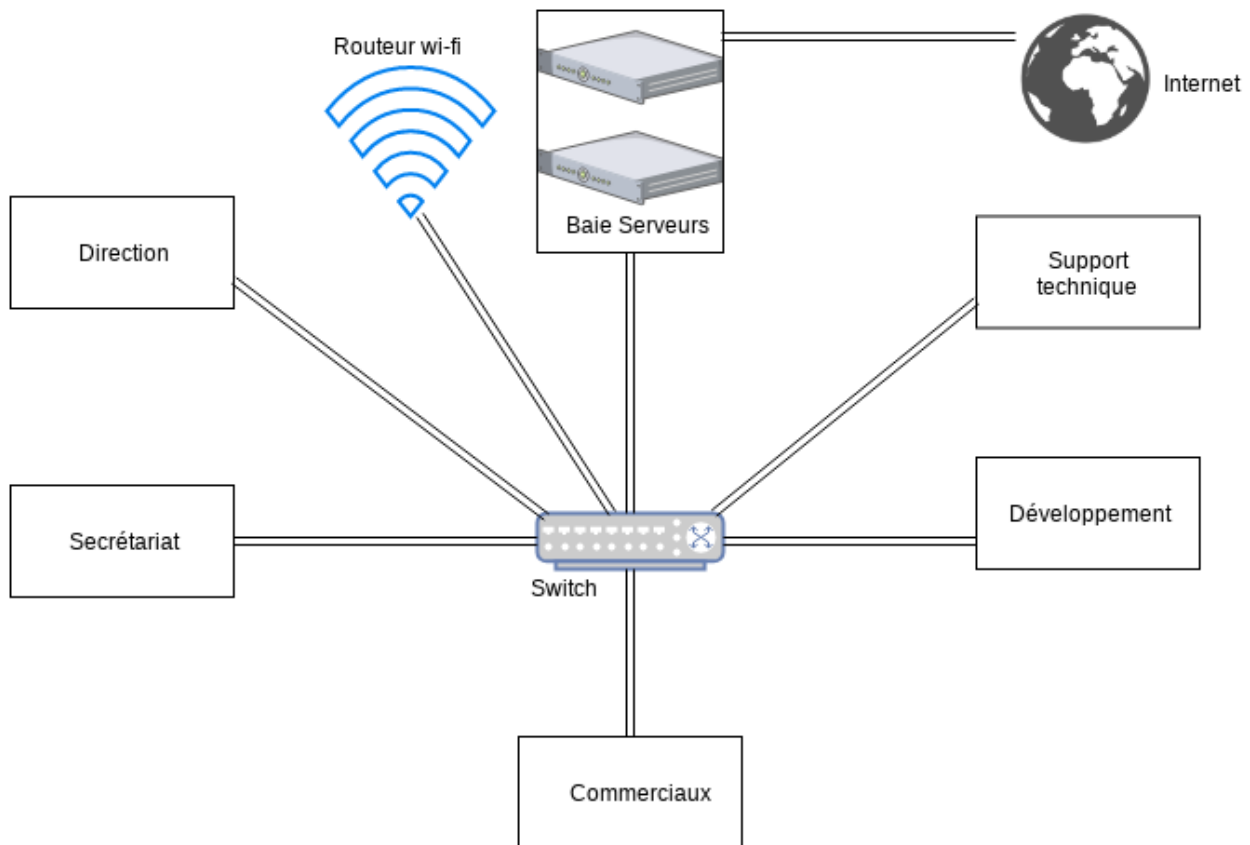 Routeur wi-fi
Internet
Baie Serveurs
Direction
Support
technique
Secrétariat
Développement
Switch
Commerciaux